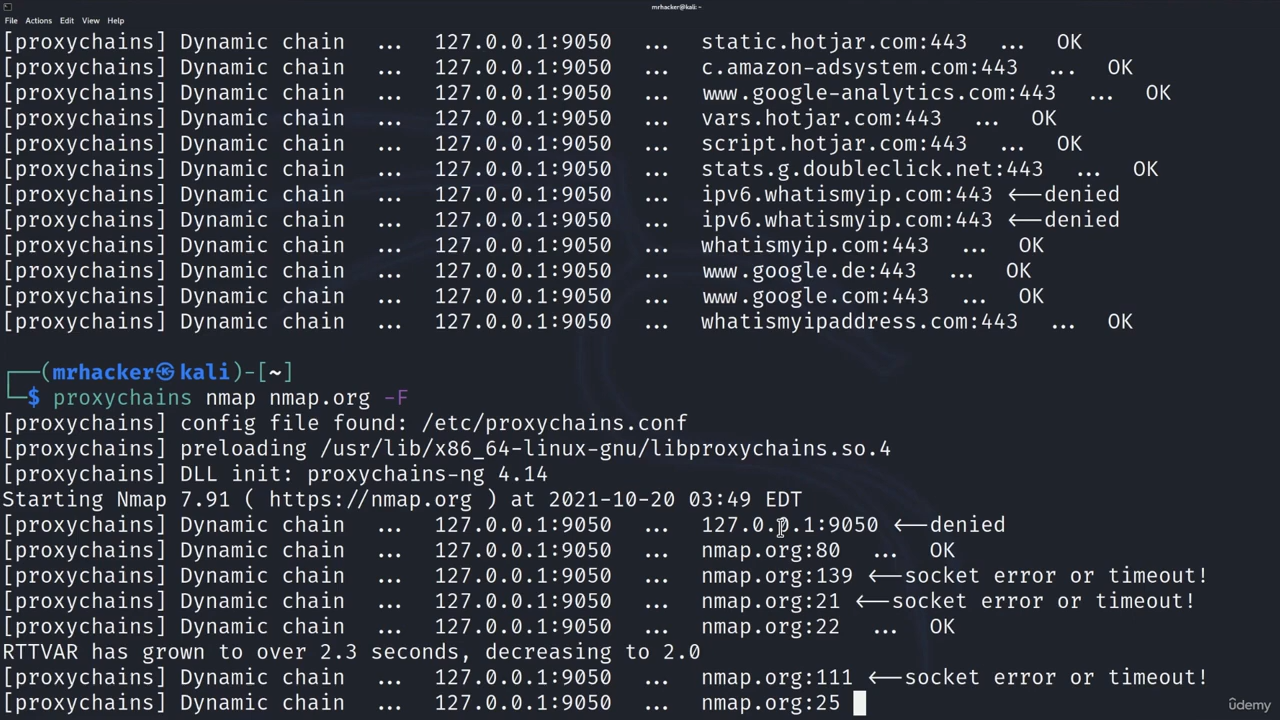 mrhacker@kali: ~
File Actions Edit View Help
[proxychains] Dynamic chain ... 127.0.0.1:9050 ... static.hotjar.com:443 ... OK
[proxychains] Dynamic chain ... 127.0.0.1:9050 ... c.amazon-adsystem.com:443 ... OK
[proxychains] Dynamic chain ... 127.0.0.1:9050 ... www.google-analytics.com:443 ... OK
[proxychains] Dynamic chain ... 127.0.0.1:9050 ... vars.hotjar.com:443 ... OK
[proxychains] Dynamic chain ... 127.0.0.1:9050 ... script.hotjar.com:443 ... OK
[proxychains] Dynamic chain ... 127.0.0.1:9050 ... stats.g.doubleclick.net:443 ... OK
[proxychains] Dynamic chain ... 127.0.0.1:9050 ... ipv6.whatismyip.com:443 <--denied
[proxychains] Dynamic chain ... 127.0.0.1:9050 ... ipv6.whatismyip.com:443 <--denied
[proxychains] Dynamic chain ... 127.0.0.1:9050 ... whatismyip.com:443 ... OK
[proxychains] Dynamic chain ... 127.0.0.1:9050 ... www.google.de:443 ... OK
[proxychains] Dynamic chain ... 127.0.0.1:9050 ... www.google.com:443 ... OK
[proxychains] Dynamic chain ... 127.0.0.1:9050 ... whatismyipaddress.com:443 ... OK
┌──(mrhacker㉿kali)-[~]
└─$ proxychains nmap nmap.org -F
[proxychains] config file found: /etc/proxychains.conf
[proxychains] preloading /usr/lib/x86_64-linux-gnu/libproxychains.so.4
[proxychains] DLL init: proxychains-ng 4.14
Starting Nmap 7.91 ( https://nmap.org ) at 2021-10-20 03:49 EDT
[proxychains] Dynamic chain ... 127.0.0.1:9050 ... 127.0.0.1:9050 <--denied
[proxychains] Dynamic chain ... 127.0.0.1:9050 ... nmap.org:80 ... OK
[proxychains] Dynamic chain ... 127.0.0.1:9050 ... nmap.org:139 <--socket error or timeout!
[proxychains] Dynamic chain ... 127.0.0.1:9050 ... nmap.org:21 <--socket error or timeout!
[proxychains] Dynamic chain ... 127.0.0.1:9050 ... nmap.org:22 ... OK
RTTVAR has grown to over 2.3 seconds, decreasing to 2.0
[proxychains] Dynamic chain ... 127.0.0.1:9050 ... nmap.org:111 <--socket error or timeout!
[proxychains] Dynamic chain ... 127.0.0.1:9050 ... nmap.org:25
ûdemy